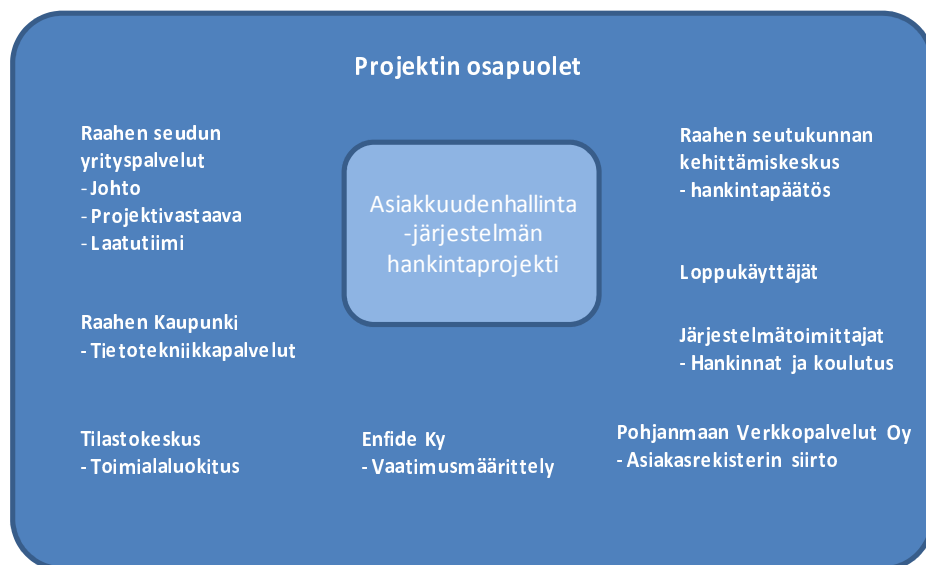 Projektin osapuolet
Raahen seudun
yrityspalvelut
- Johto
- Projektivastaava
- Laatutiimi
Asiakkuudenhallinta
-järjestelmän
hankintaprojekti
Raahen seutukunnan
kehittämiskeskus
- hankintapäätös
Loppukäyttäjät
Raahen Kaupunki
- Tietotekniikkapalvelut
Järjestelmätoimittajat
- Hankinnat ja koulutus
Tilastokeskus
- Toimialaluokitus
Enfide Ky
- Vaatimusmäärittely
Pohjanmaan Verkkopalvelut Oy
- Asiakasrekisterin siirto